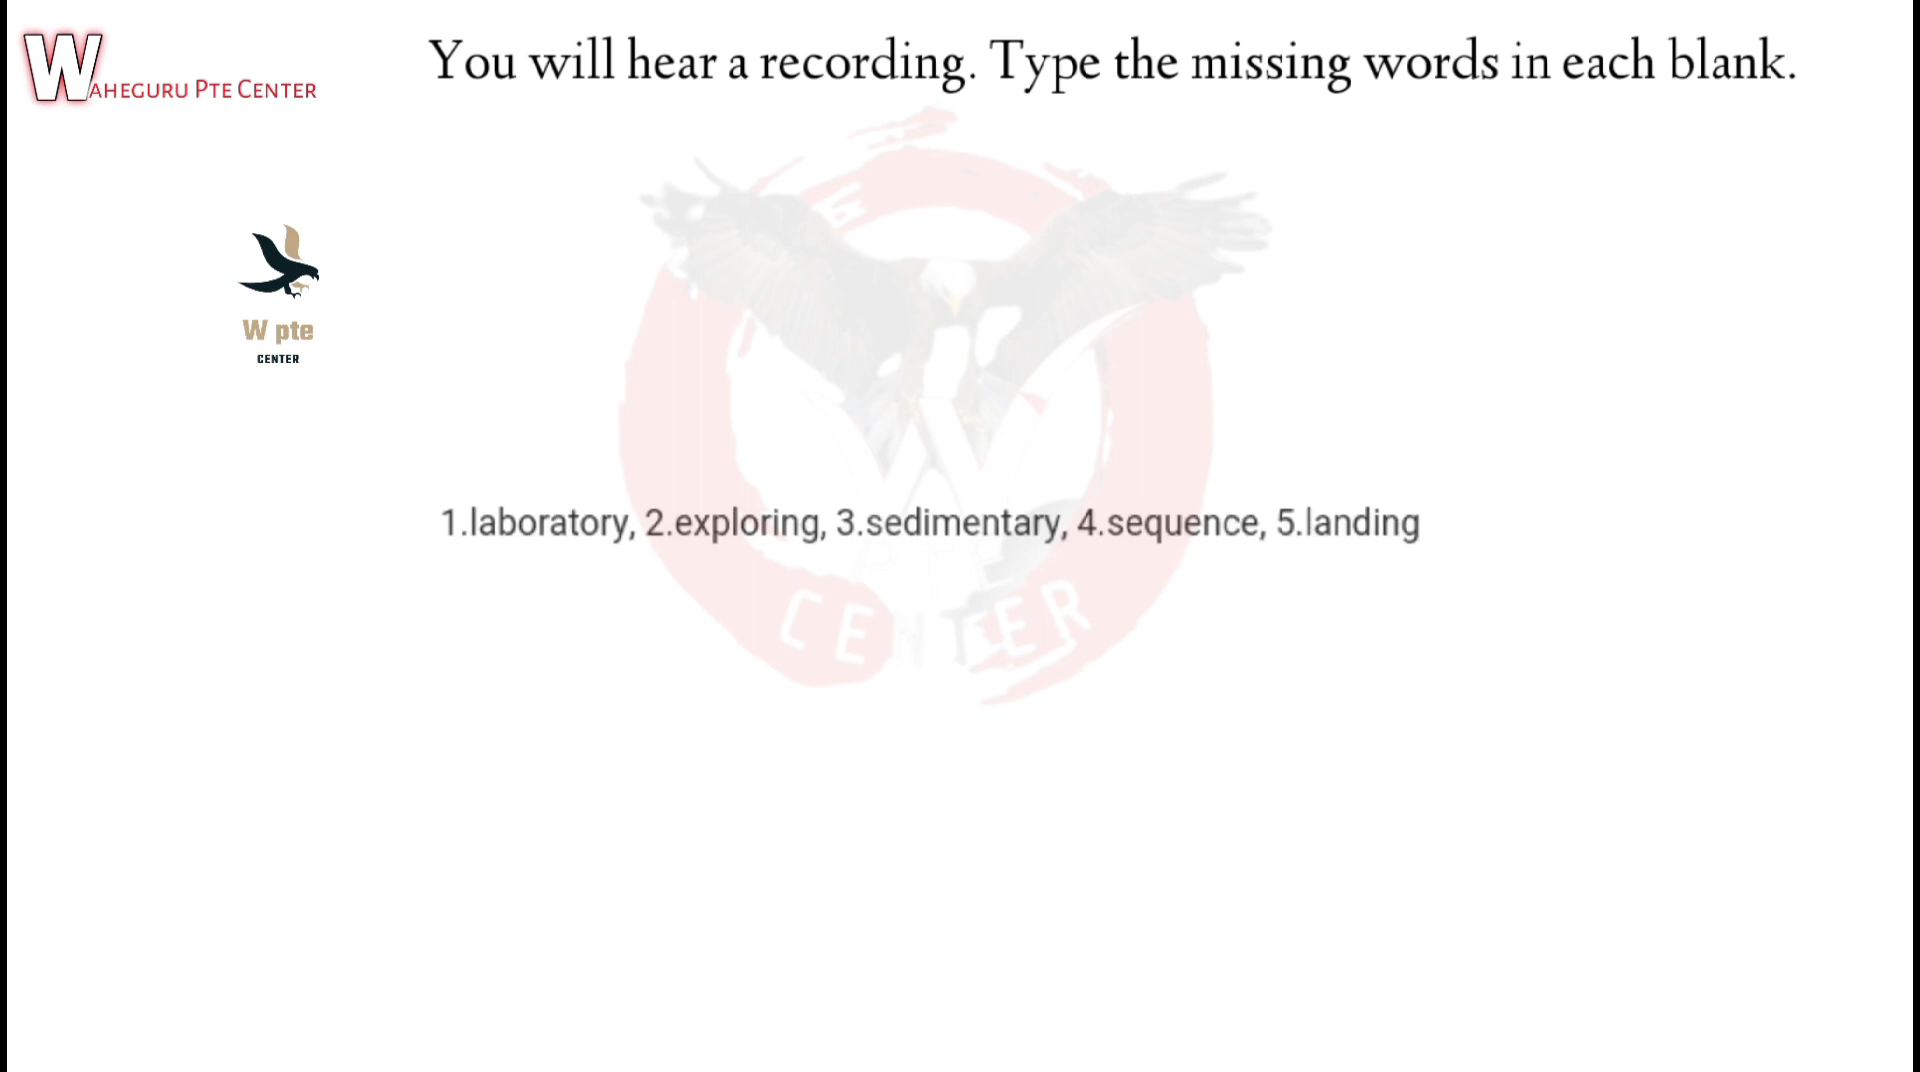 WAHEGURU PTE CENTER
You will hear a recording. Type the missing words in each blank.
W pte
CENTER
1.laboratory, 2.exploring, 3.sedimentary, 4.sequence, 5.landing
CENTER